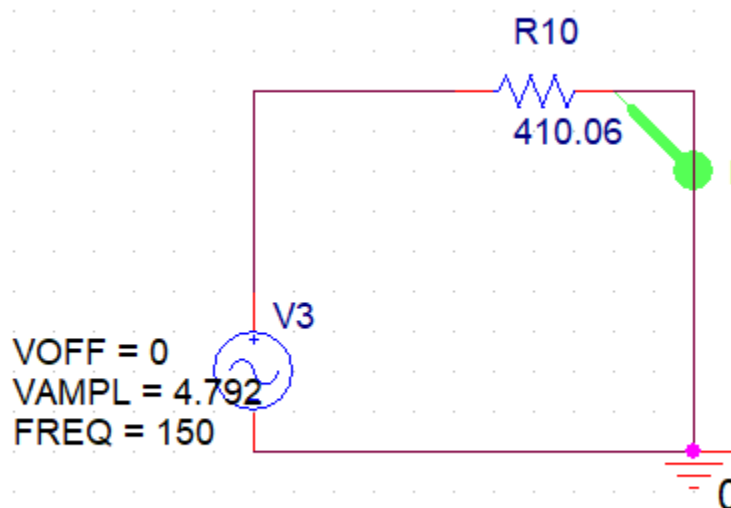 R10
410.06
V3
VOFF = 0
VAMPL = 4.792
FREQ = 150
0